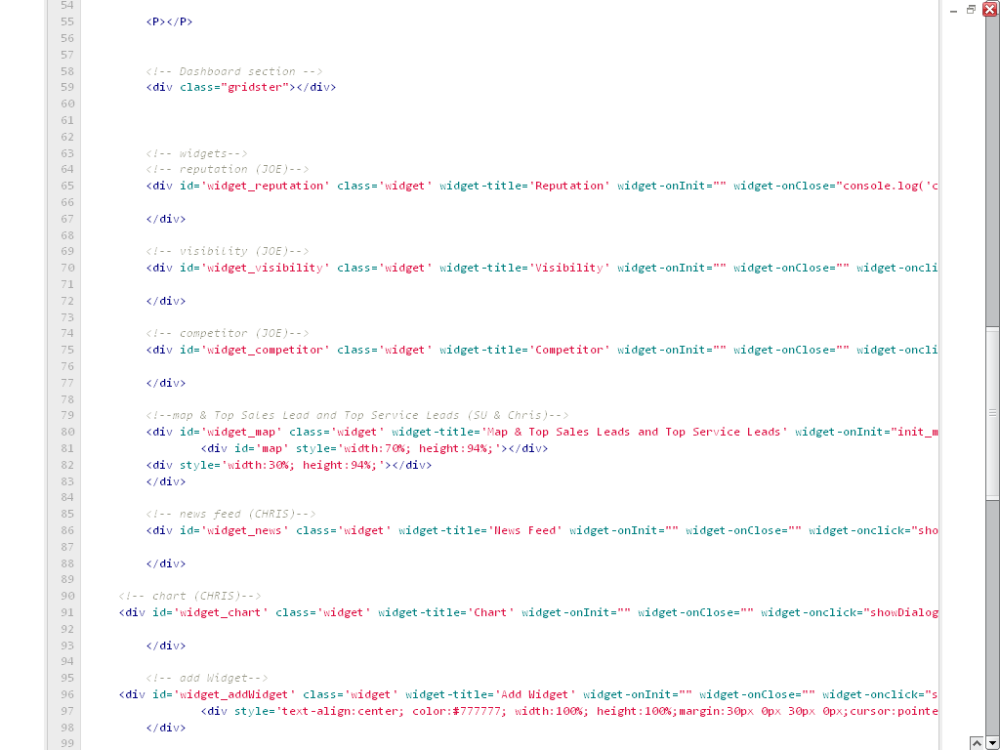 54
55 <P></P>
56
57
58 <!-- Dashboard section -->
59 <div class="gridster"></div>
60
61
62
63 <!-- widgets-->
64 <!-- reputation (JOE)-->
65 <div id='widget_reputation' class='widget' widget-title='Reputation' widget-onInit="" widget-onClose="console.log('c
66
67 </div>
68
69 <!-- visibility (JOE)-->
70 <div id='widget_visibility' class='widget' widget-title='Visibility' widget-onInit="" widget-onClose="" widget-oncli
71
72 </div>
73
74 <!-- competitor (JOE)-->
75 <div id='widget_competitor' class='widget' widget-title='Competitor' widget-onInit="" widget-onClose="" widget-oncli
76
77 </div>
78
79 <!--map & Top Sales Lead and Top Service Leads (SU & Chris)-->
80 <div id='widget_map' class='widget' widget-title='Map & Top Sales Leads and Top Service Leads' widget-onInit="init_m
81 <div id='map' style='width:70%; height:94%;'></div>
82 <div style='width:30%; height:94%;'></div>
83 </div>
84
85 <!-- news feed (CHRIS)-->
86 <div id='widget_news' class='widget' widget-title='News Feed' widget-onInit="" widget-onClose="" widget-onclick="sho
87
88 </div>
89
90 <!-- chart (CHRIS)-->
91 <div id='widget_chart' class='widget' widget-title='Chart' widget-onInit="" widget-onClose="" widget-onclick="showDialog
92
93 </div>
94
95 <!-- add Widget-->
96 <div id='widget_addWidget' class='widget' widget-title='Add Widget' widget-onInit="" widget-onClose="" widget-onclick="s
97 <div style='text-align:center; color:#777777; width:100%; height:100%;margin:30px 0px 30px 0px;cursor:pointe
98 </div>
99